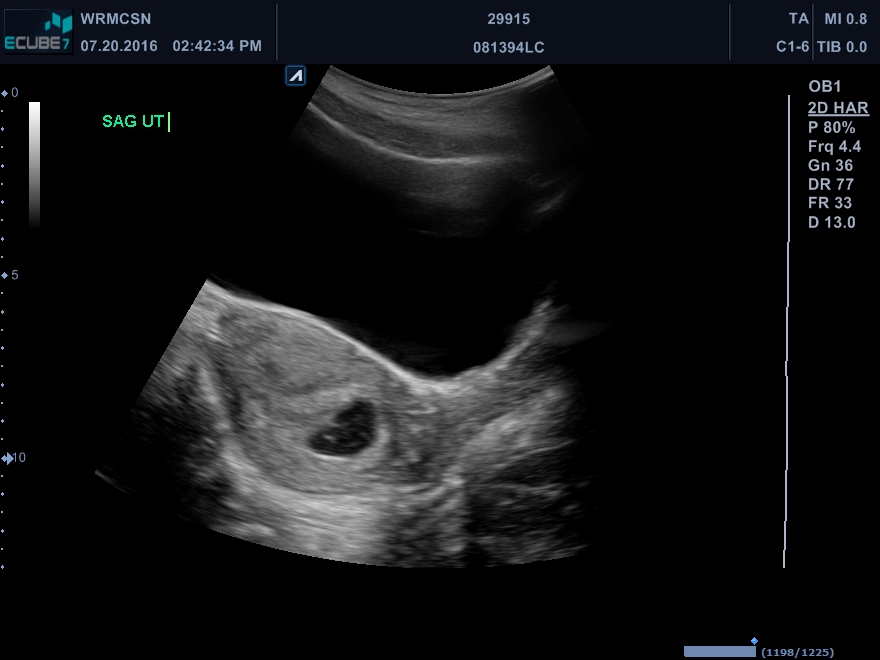 ECUBE7
WRMCSN
07.20.2016 02:42:34 PM
29915
081394LC
TA MI 0.8
C1-6 TIB 0.0
SAG UT
0
5
10
OB1
2D HAR
P 80%
Frq 4.4
Gn 36
DR 77
FR 33
D 13.0
(1198/1225)